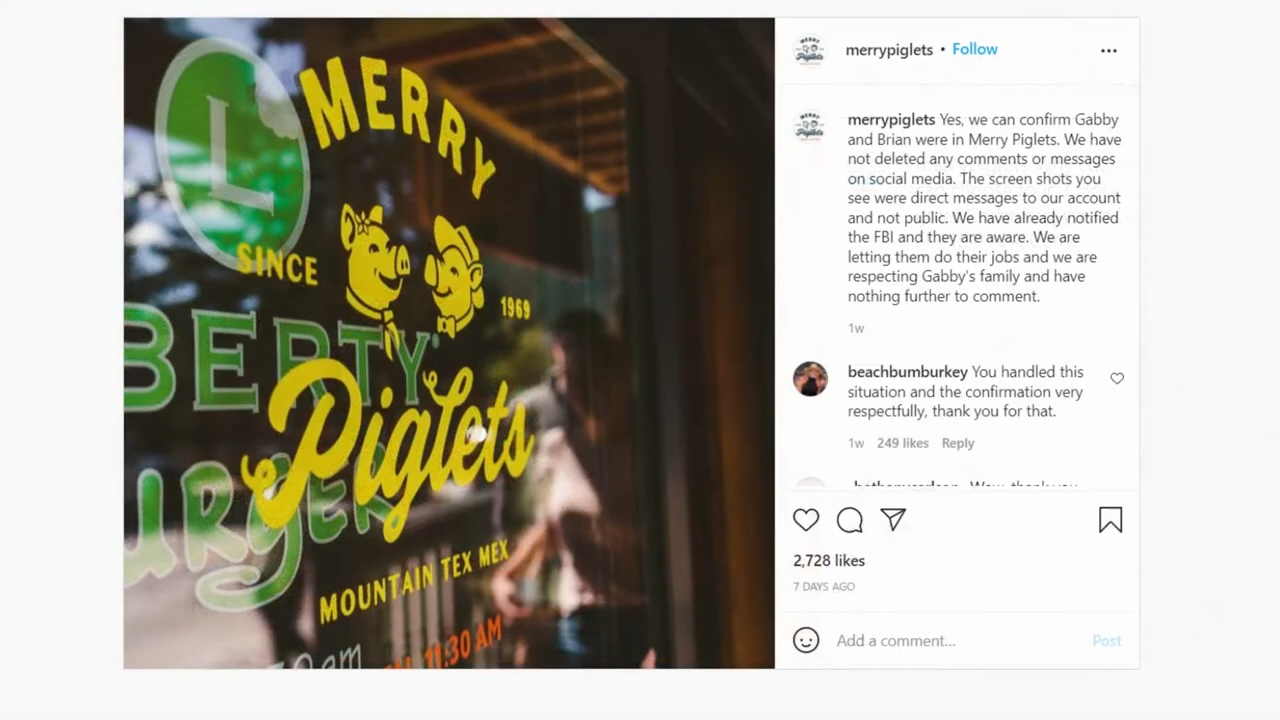 L
MERRY
SINCE
1969
BERTY
Piglets
URGER
MOUNTAIN TEX MEX
11:30 AM
merrypiglets • Follow
merrypiglets Yes, we can confirm Gabby
and Brian were in Merry Piglets. We have
not deleted any comments or messages
on social media. The screen shots you
see were direct messages to our account
and not public. We have already notified
the FBI and they are aware. We are
letting them do their jobs and we are
respecting Gabby's family and have
nothing further to comment.
1w
beachbumburkey You handled this
situation and the confirmation very
respectfully, thank you for that.
1w 249 likes Reply
2,728 likes
7 DAYS AGO
Add a comment... Post